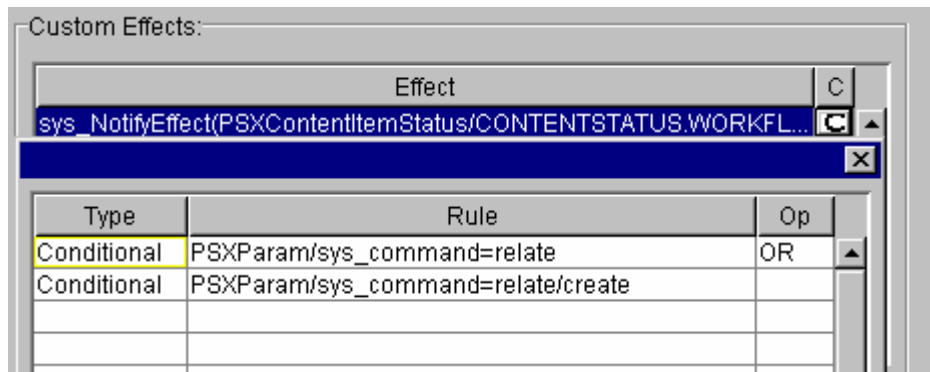 Custom Effects:
Effect C
sys_NotifyEffect(PSXContentItemStatus/CONTENTSTATUS.WORKFL... C
Type Rule Op
Conditional PSXParam/sys_command=relate OR
Conditional PSXParam/sys_command=relate/create